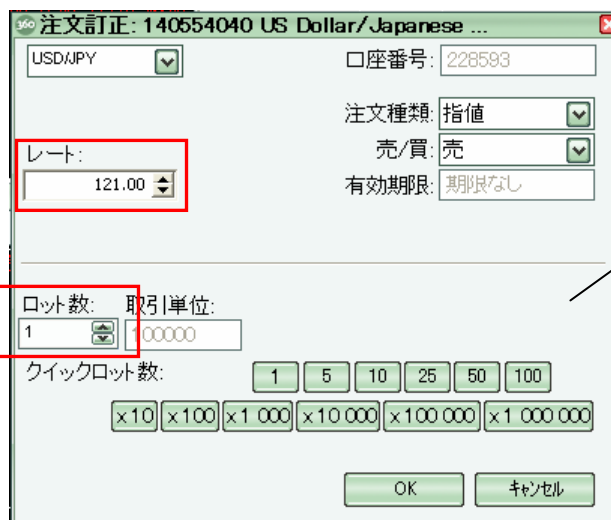 360 注文訂正: 140554040 US Dollar/Japanese ...
USD/JPY
口座番号: 228593
注文種類: 指値
レート:
売/買: 売
121.00
有効期限: 期限なし
ロット数: 取引単位:
1 100000
クイックロット数: 1 5 10 25 50 100
x10 x100 x1 000 x10 000 x100 000 x1 000 000
OK キャンセル